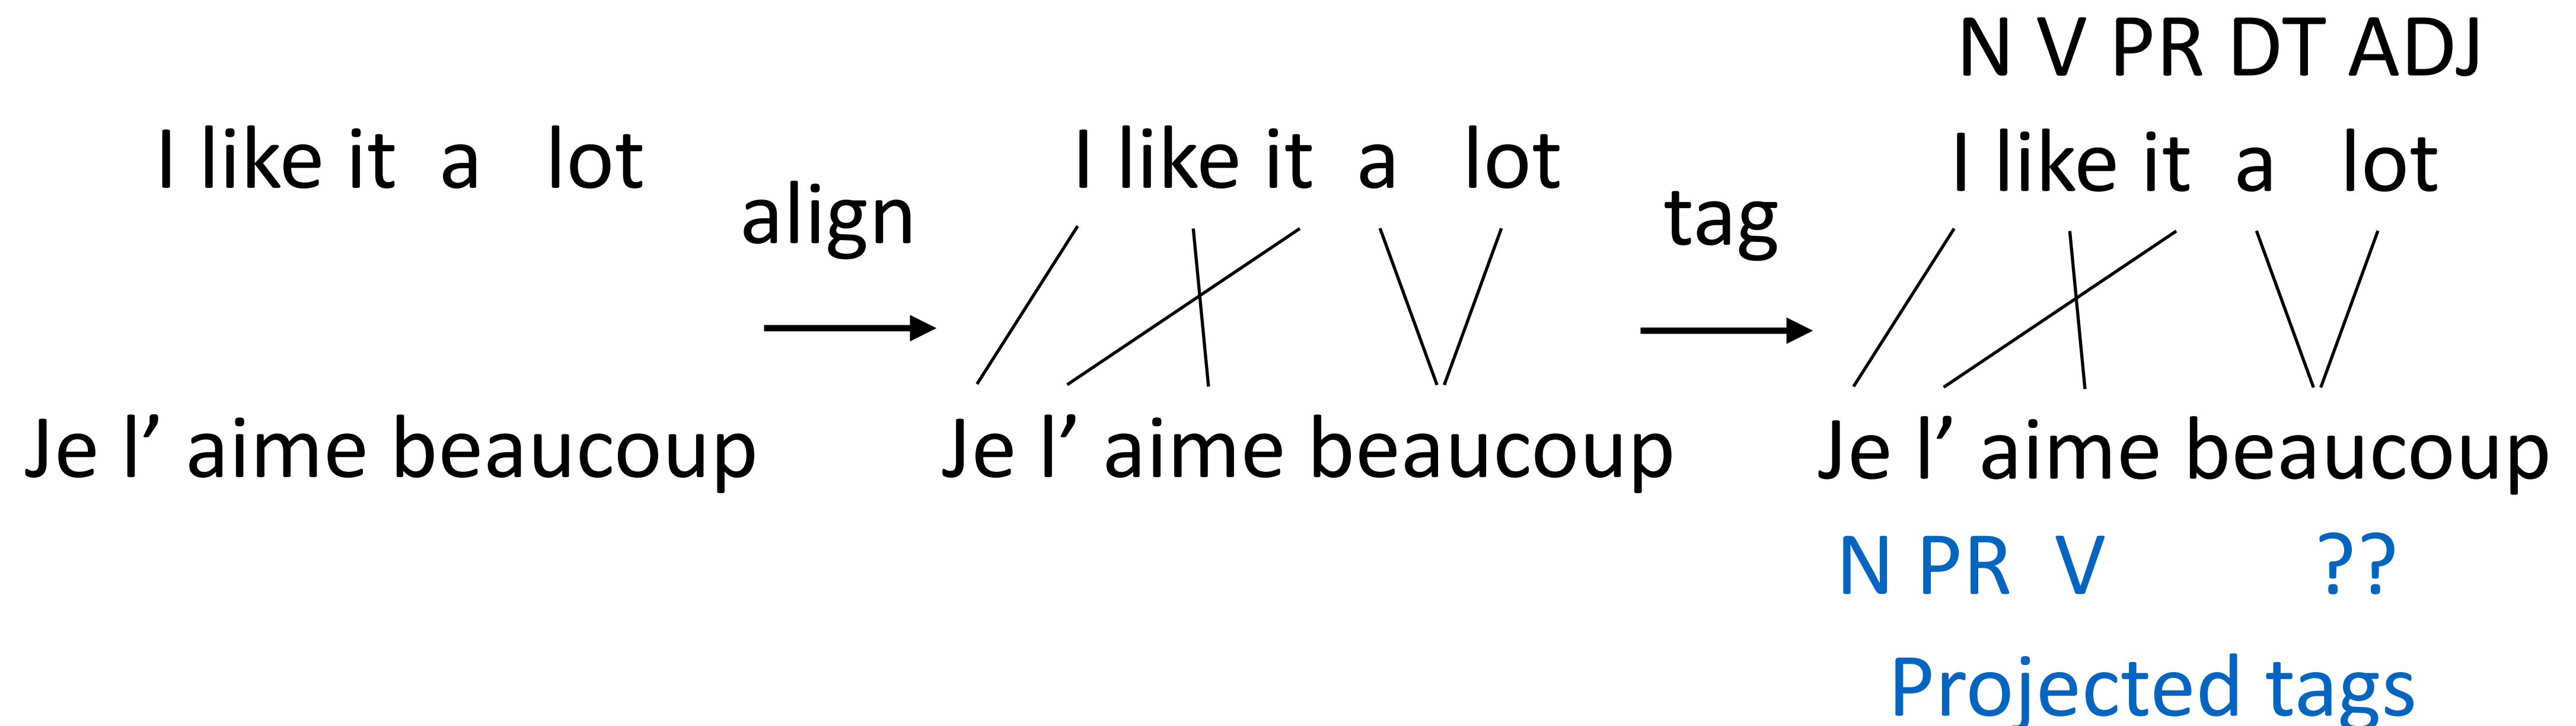 N V PR DT ADJ
I like it a lot
align
I like it a lot
tag
I like it a lot
Je l’ aime beaucoup
Je l’ aime beaucoup
Je l’ aime beaucoup
N PR V ??
Projected tags